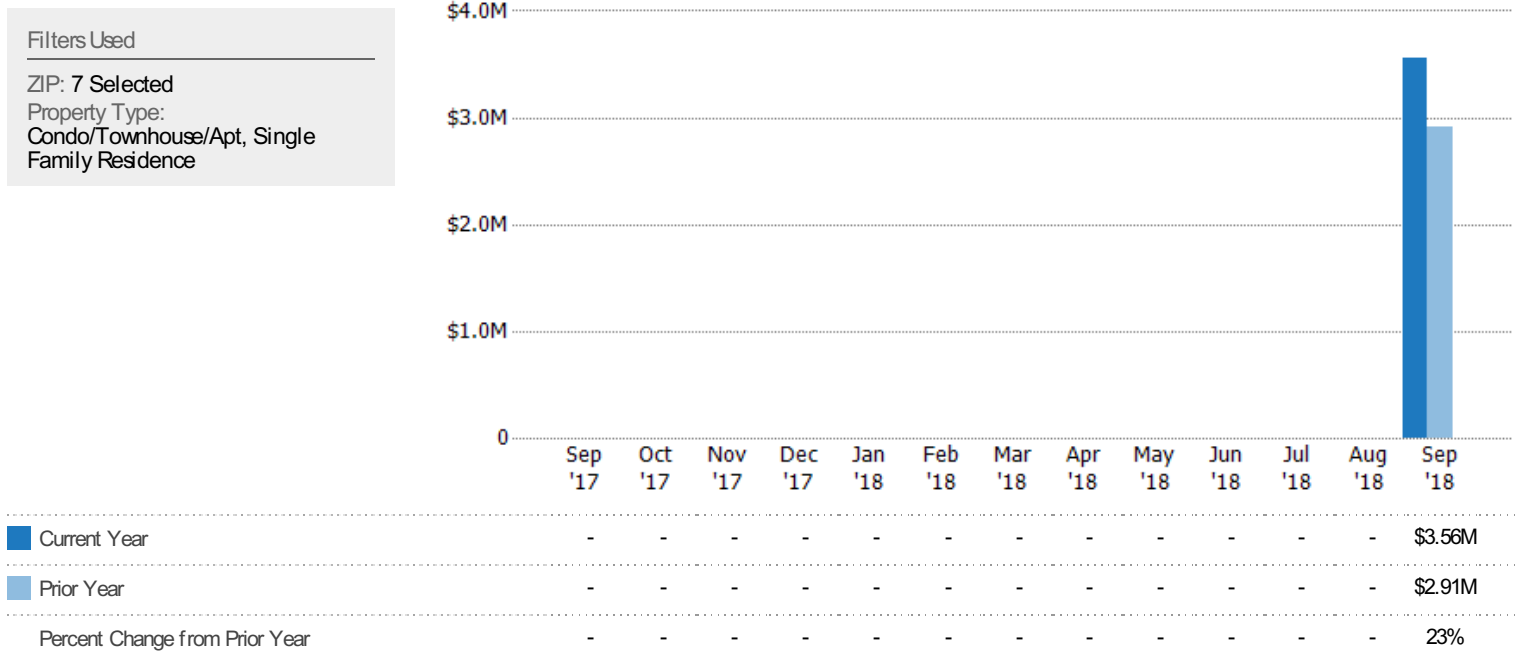 Filters Used
ZIP: 7 Selected
Property Type:
Condo/Townhouse/Apt, Single
Family Residence
$4.0M
$3.0M
$2.0M
$1.0M
0
Sep Oct Nov Dec Jan Feb Mar Apr May Jun Jul Aug Sep
'17 '17 '17 '17 '18 '18 '18 '18 '18 '18 '18 '18 '18
Current Year - - - - - - - - - - - - $3.56M
Prior Year - - - - - - - - - - - - $2.91M
Percent Change from Prior Year - - - - - - - - - - - - 23%